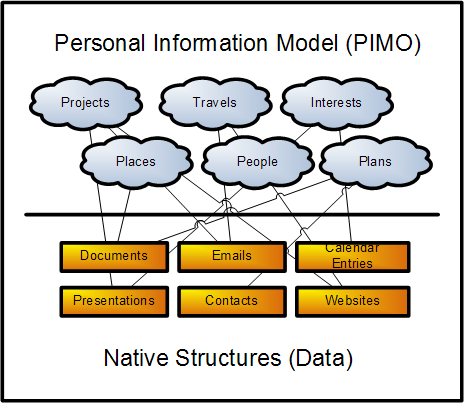 Personal Information Model (PIMO)
Projects
Travels
Interests
Places
People
Plans
Documents
Emails
Calendar
Entries
Presentations
Contacts
Websites
Native Structures (Data)